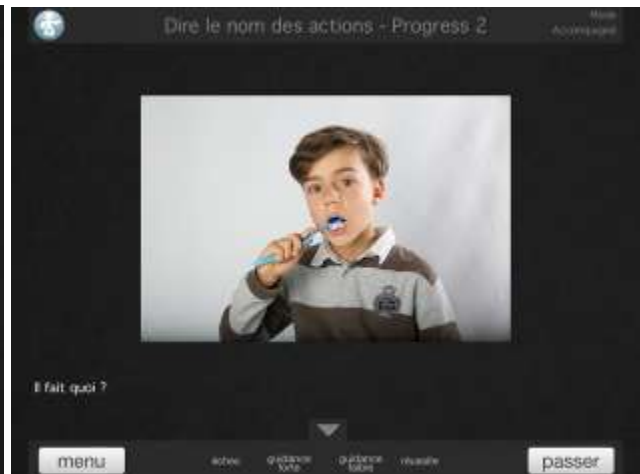 Dire le nom des actions - Progress 2
Mode
Accompagné
Il fait quoi ?
menu
échec
guidance
forte
guidance
faible
réussite
passer